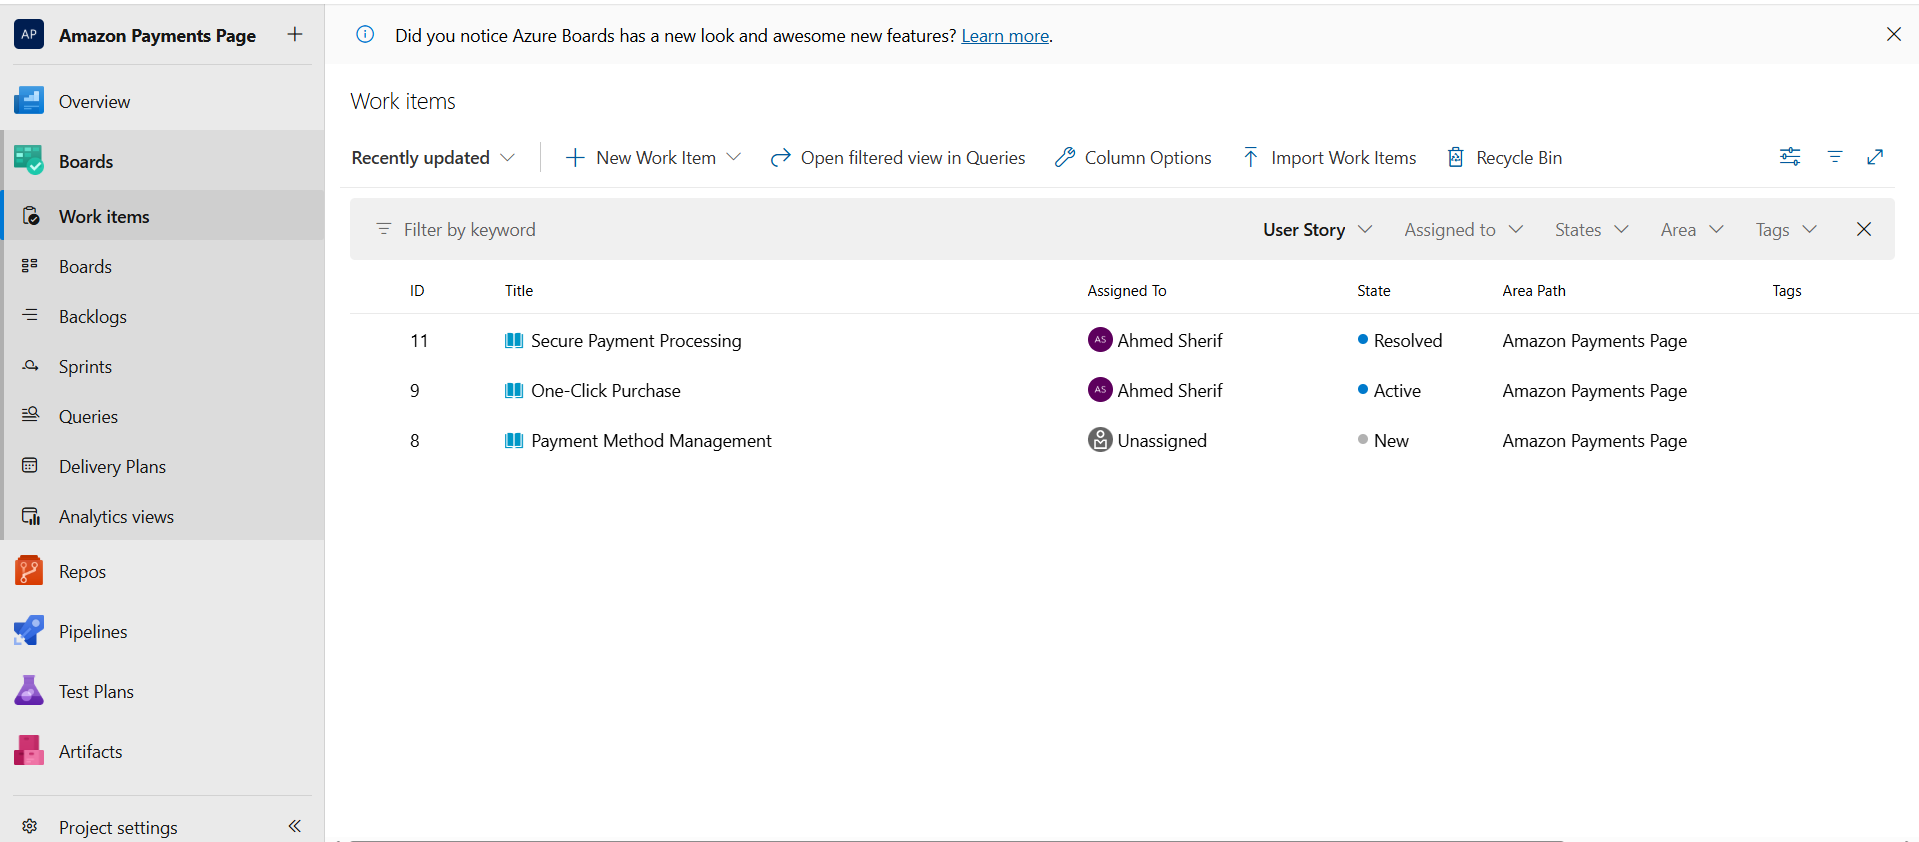 AP Amazon Payments Page
Overview
Boards
Work items
Boards
Backlogs
Sprints
Queries
Delivery Plans
Analytics views
Repos
Pipelines
Test Plans
Artifacts
Project settings
Did you notice Azure Boards has a new look and awesome new features? Learn more.
Work items
Recently updated New Work Item Open filtered view in Queries Column Options Import Work Items Recycle Bin
Filter by keyword User Story Assigned to States Area Tags
ID Title Assigned To State Area Path Tags
11 Secure Payment Processing AS Ahmed Sherif Resolved Amazon Payments Page
9 One-Click Purchase AS Ahmed Sherif Active Amazon Payments Page
8 Payment Method Management Unassigned New Amazon Payments Page